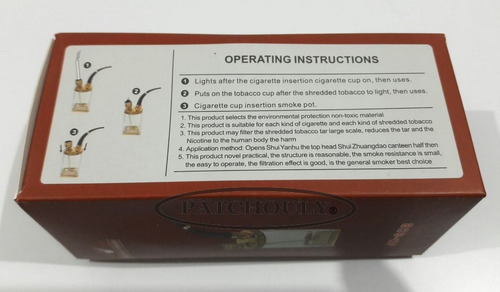 OPERATING INSTRUCTIONS
1 Lights after the cigarette insertion cigarette cup on, then uses.
2 Puts on the tobacco cup after the shredded tobacco to light, then uses.
3 Cigarette cup insertion smoke pot.
1. This product selects the environmental protection non-toxic material
2. This product is suitable for each kind of cigarette and each kind of shredded tobacco
3. This product may filter the shredded tobacco tar large scale, reduces the tar and the
Nicotine to the human body the harm
4. Application method: Opens Shui Yanhu the top head Shui Zhuangdao canteen half then
5. This product novel practical, the structure is reasonable, the smoke resistance is small,
the easy to operate, the filtration effect is good, is the general smoker best choice
1
2
3
PATCHOULY®